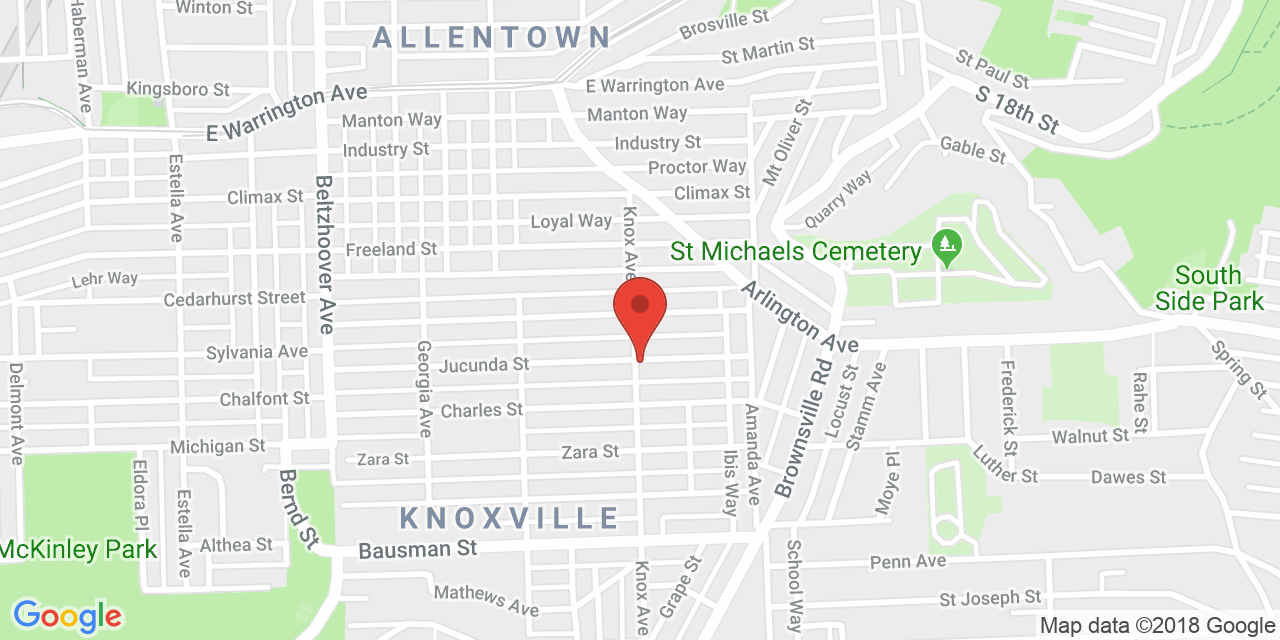 Winton St
Haberman Ave
ALLENTOWN
Brosville St
St Martin St
St Paul St
Kingsboro St
E Warrington Ave
E Warrington Ave
S 18th St
Manton Way
Manton Way
Mt Oliver St
Industry St
Industry St
Gable St
Proctor Way
Estella Ave
Climax St
Climax St
Quarry Way
Beltzhoover Ave
Loyal Way
Knox Ave
Freeland St
St Michaels Cemetery
Lehr Way
South
Side Park
Cedarhurst Street
Arlington Ave
Sylvania Ave
Jucunda St
Georgia Ave
Spring St
Delmont Ave
Chalfont St
Charles St
Brownsville Rd
Locust St
Stamm Ave
Frederick St
Rahe St
Michigan St
Amanda Ave
Walnut St
Zara St
Zara St
Ibis Way
Moye Pl
Luther St
Dawes St
Eldora Pl
Estella Ave
Bernd St
KNOXVILLE
McKinley Park
Althea St
Bausman St
Penn Ave
School Way
Mathews Ave
Knox Ave
Grape St
St Joseph St
Google
Map data ©2018 Google